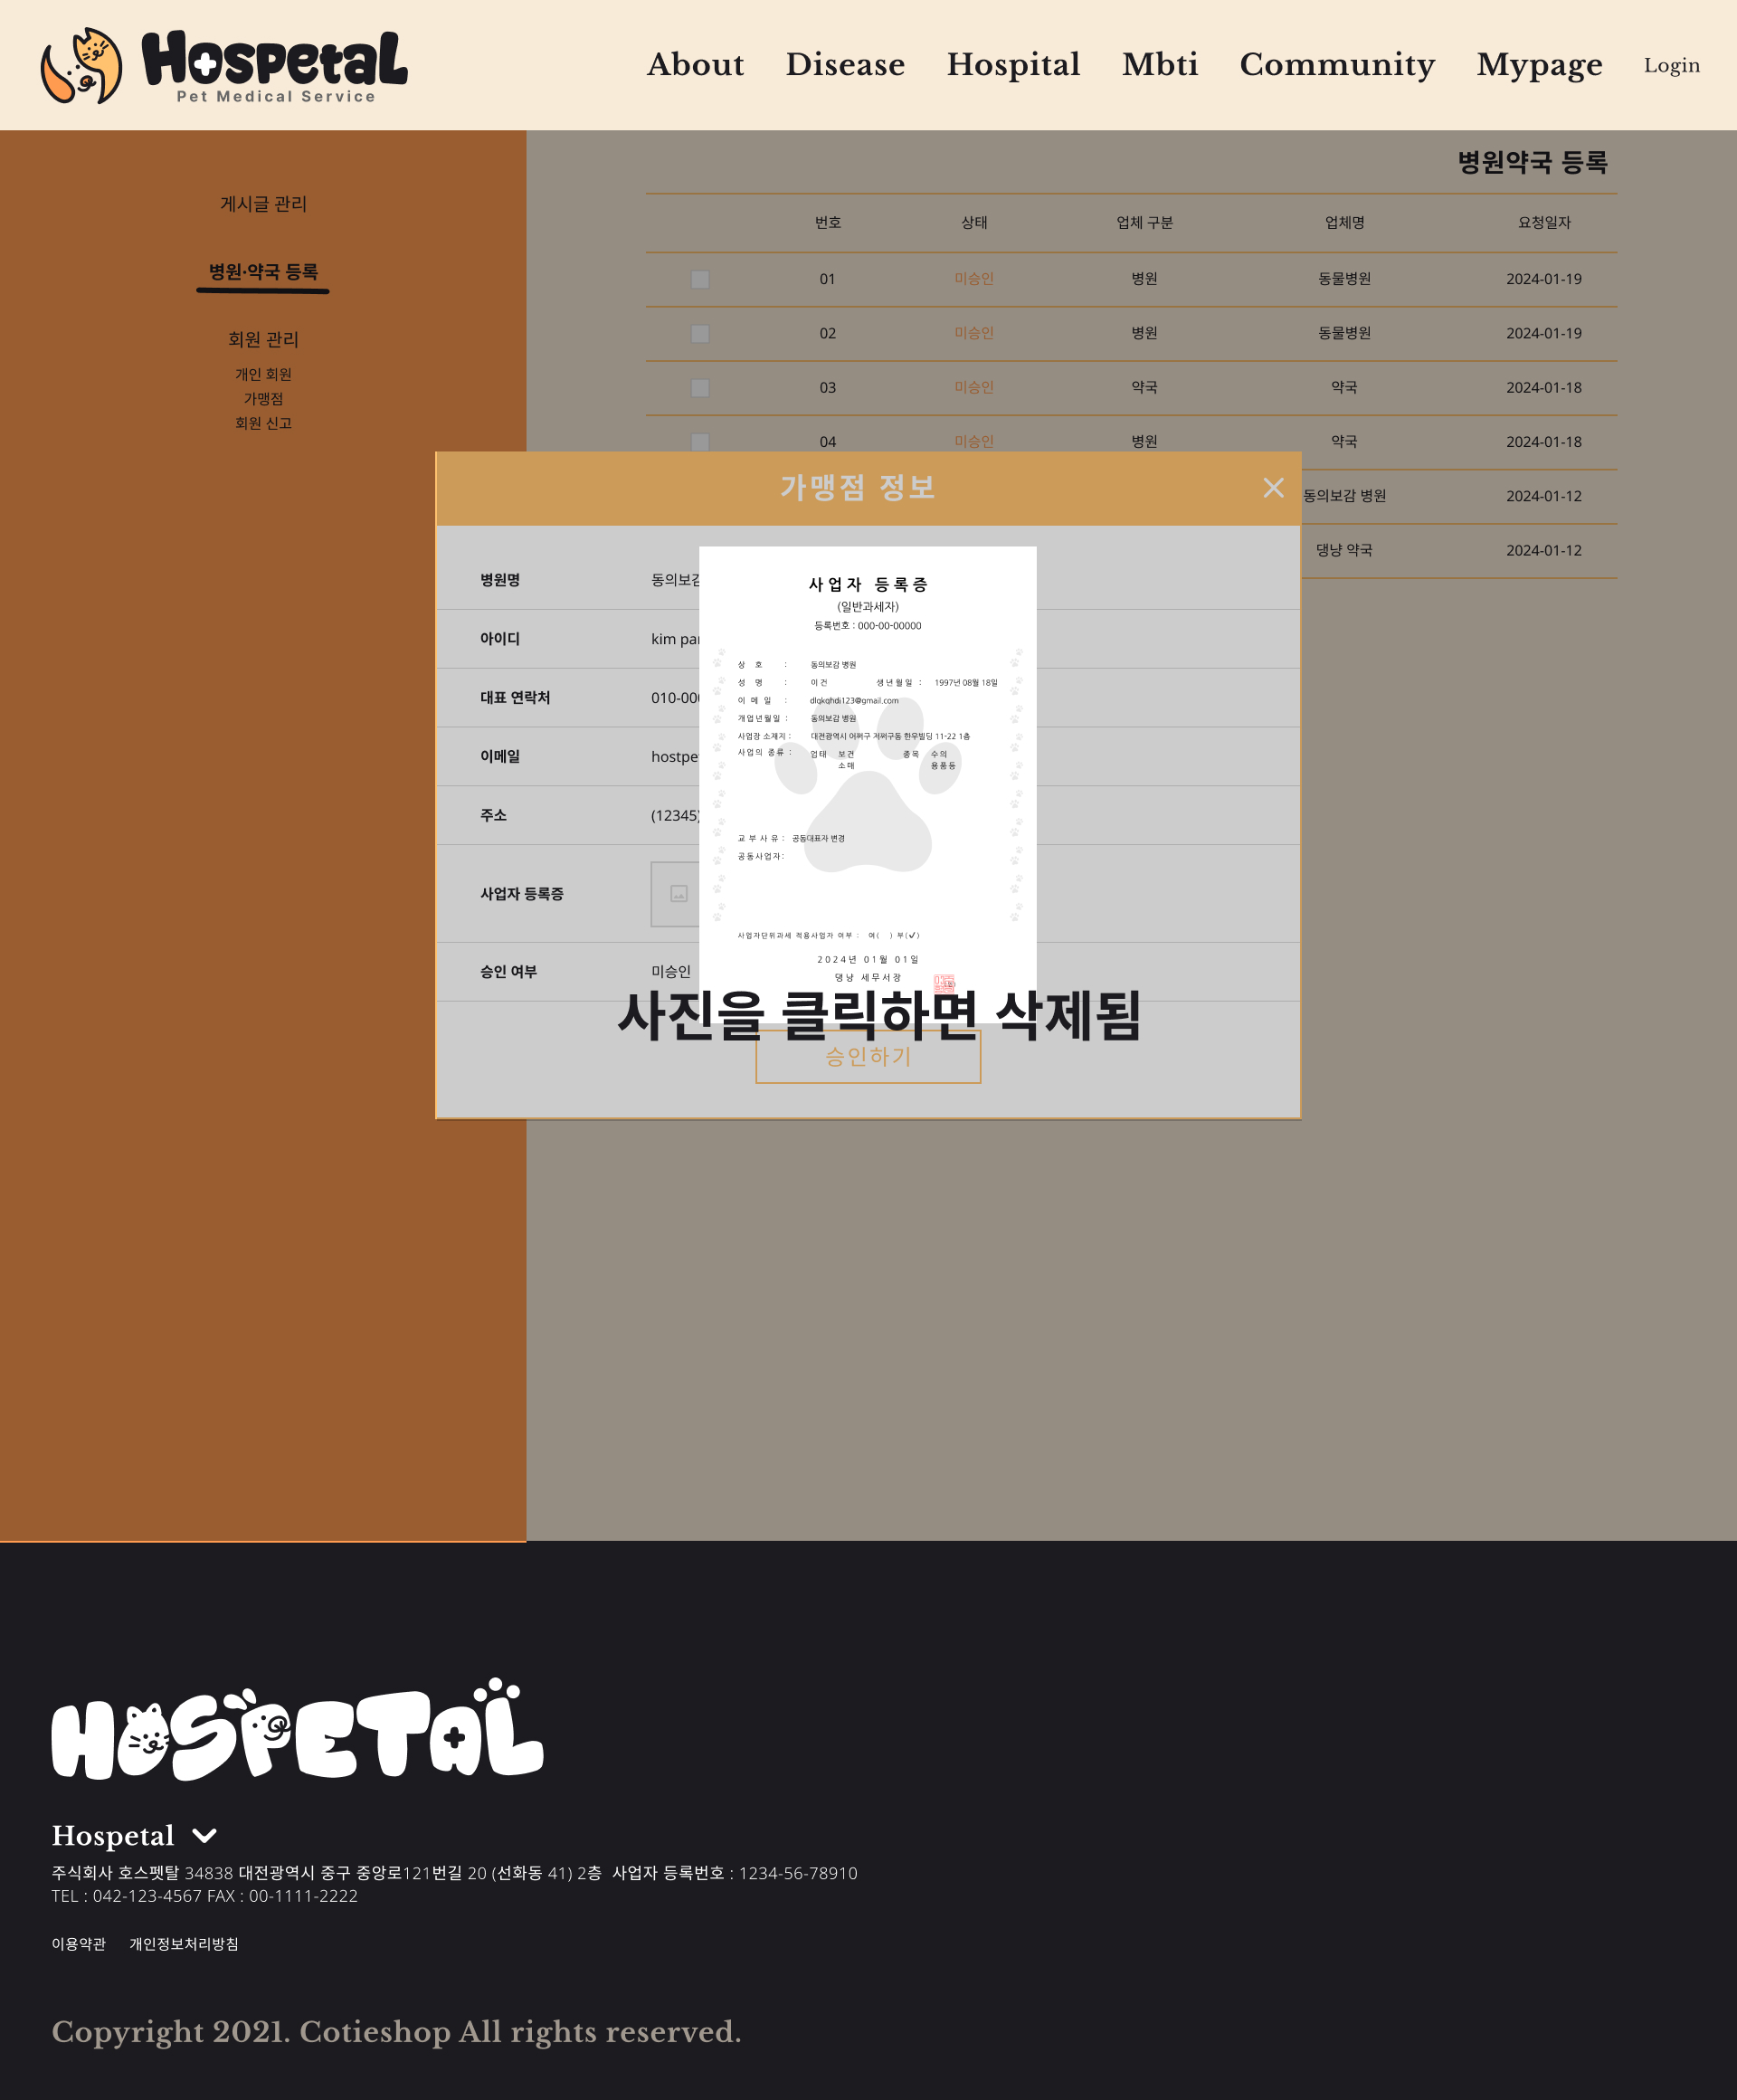 Hospetal
Pet Medical Service
About Disease Hospital Mbti Community Mypage Login
병원약국 등록
게시글 관리
병원·약국 등록
회원 관리
개인 회원
가맹점
회원 신고
번호 상태 업체 구분 업체명 요청일자
01 미승인 병원 동물병원 2024-01-19
02 미승인 병원 동물병원 2024-01-19
03 미승인 약국 약국 2024-01-18
04 미승인 병원 약국 2024-01-18
동의보감 병원 2024-01-12
댕냥 약국 2024-01-12
가맹점 정보
병원명 동의보감
아이디 kim par
대표 연락처 010-000
이메일 hostpe
주소 (12345)
사업자 등록증
승인 여부 미승인
사업자 등록증
(일반과세자)
등록번호 : 000-00-00000
상 호 : 동의보감 병원
성 명 : 이건 생년월일 : 1997년 08월 18일
이 메 일 : dlqkqhdi123@gmail.com
개업년월일 : 동의보감 병원
사업장 소재지 : 대전광역시 어쩌구 저쩌구동 한우빌딩 11-22 1층
사업의 종류 : 업태 보건 종목 수의
소매 용품등
교 부 사 유 : 공동대표자 변경
공동사업자:
사업자단위과세 적용사업자 여부 : 여( ) 부(✓)
2024년 01월 01일
댕냥 세무서장
사진을 클릭하면 삭제됨
승인하기
HOSPETAL
Hospetal
주식회사 호스펫탈 34838 대전광역시 중구 중앙로121번길 20 (선화동 41) 2층 사업자 등록번호 : 1234-56-78910
TEL : 042-123-4567 FAX : 00-1111-2222
이용약관 개인정보처리방침
Copyright 2021. Cotieshop All rights reserved.